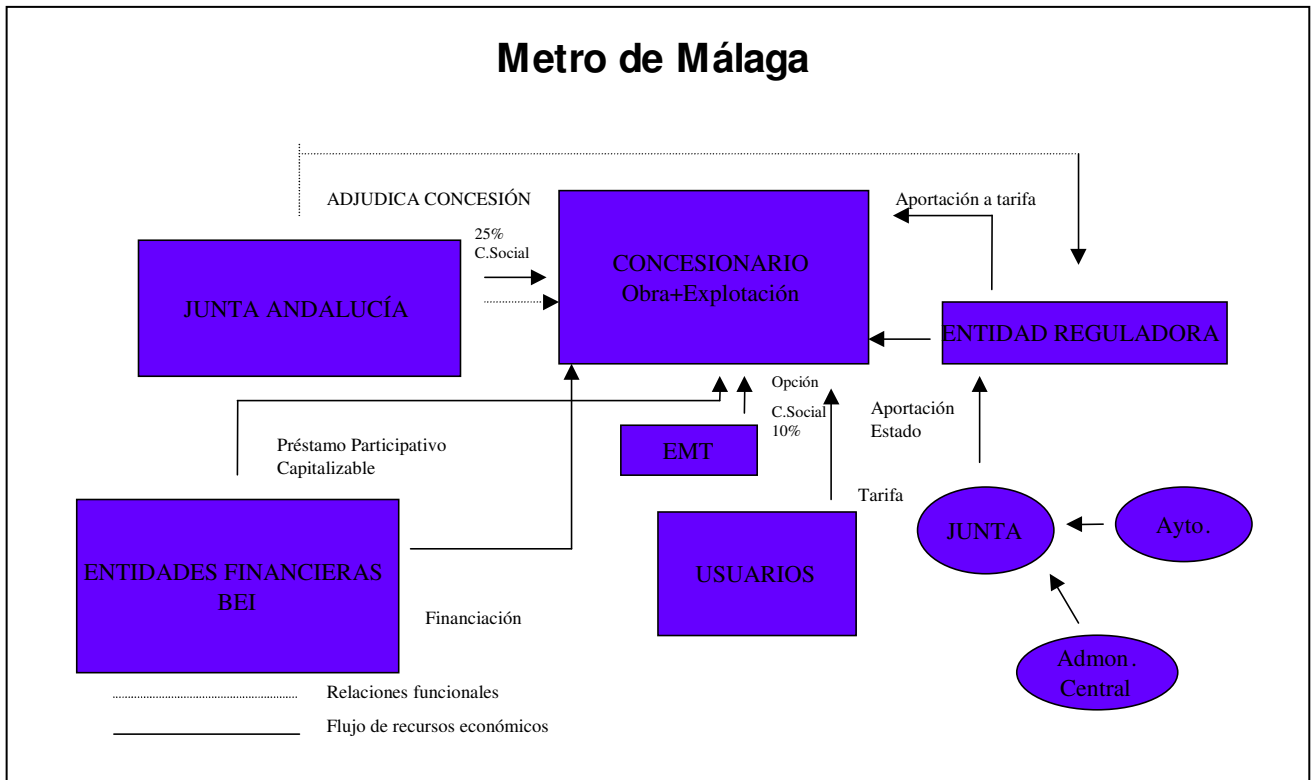 Metro de Málaga
ADJUDICA CONCESIÓN
25%
C.Social
JUNTA ANDALUCÍA
CONCESIONARIO
Obra+Explotación
Aportación a tarifa
ENTIDAD REGULADORA
Opción
C.Social
10%
EMT
Aportación
Estado
Préstamo Participativo
Capitalizable
Tarifa
ENTIDADES FINANCIERAS
BEI
USUARIOS
JUNTA
Ayto.
Financiación
Admon.
Central
Relaciones funcionales
Flujo de recursos económicos